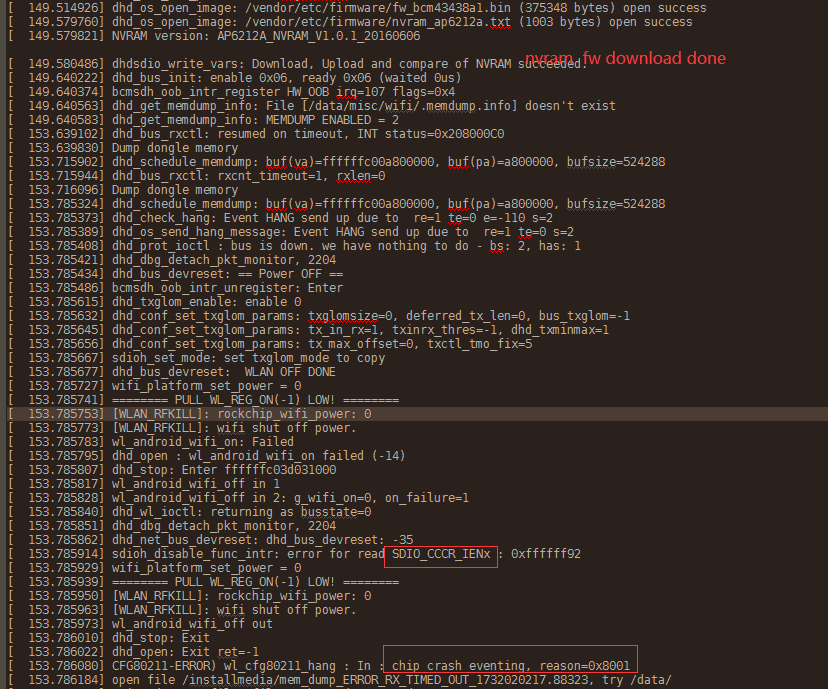 [  149.514926] dhd_os_open_image: /vendor/etc/firmware/fw_bcm43438a1.bin (375348 bytes) open success
[  149.579760] dhd_os_open_image: /vendor/etc/firmware/nvram_ap6212a.txt (1003 bytes) open success
[  149.579821] NVRAM version: AP6212A_NVRAM_V1.0.1_20160606
nvram, fw download done
[  149.580486] dhdsdio_write_vars: Download, Upload and compare of NVRAM succeeded.
[  149.640222] dhd_bus_init: enable 0x06, ready 0x06 (waited 0us)
[  149.640374] bcmsdh_oob_intr_register HW_OOB irq=107 flags=0x4
[  149.640563] dhd_get_memdump_info: File [/data/misc/wifi/.memdump.info] doesn't exist
[  149.640583] dhd_get_memdump_info: MEMDUMP ENABLED = 2
[  153.639102] dhd_bus_rxctl: resumed on timeout, INT status=0x208000C0
[  153.639830] Dump dongle memory
[  153.715902] dhd_schedule_memdump: buf(va)=ffffffc00a800000, buf(pa)=a800000, bufsize=524288
[  153.715944] dhd_bus_rxctl: rxcnt_timeout=1, rxlen=0
[  153.716096] Dump dongle memory
[  153.785324] dhd_schedule_memdump: buf(va)=ffffffc00a800000, buf(pa)=a800000, bufsize=524288
[  153.785373] dhd_check_hang: Event HANG send up due to  re=1 te=0 e=-110 s=2
[  153.785389] dhd_os_send_hang_message: Event HANG send up due to  re=1 te=0 s=2
[  153.785408] dhd_prot_ioctl : bus is down. we have nothing to do - bs: 2, has: 1
[  153.785421] dhd_dbg_detach_pkt_monitor, 2204
[  153.785434] dhd_bus_devreset: == Power OFF ==
[  153.785486] bcmsdh_oob_intr_unregister: Enter
[  153.785615] dhd_txglom_enable: enable 0
[  153.785632] dhd_conf_set_txglom_params: txglomsize=0, deferred_tx_len=0, bus_txglom=-1
[  153.785645] dhd_conf_set_txglom_params: tx_in_rx=1, txinrx_thres=-1, dhd_txminmax=1
[  153.785656] dhd_conf_set_txglom_params: tx_max_offset=0, txctl_tmo_fix=5
[  153.785667] sdioh_set_mode: set txglom_mode to copy
[  153.785677] dhd_bus_devreset:  WLAN OFF DONE
[  153.785727] wifi_platform_set_power = 0
[  153.785741] ======== PULL WL_REG_ON(-1) LOW! ========
[  153.785753] [WLAN_RFKILL]: rockchip_wifi_power: 0
[  153.785773] [WLAN_RFKILL]: wifi shut off power.
[  153.785783] wl_android_wifi_on: Failed
[  153.785795] dhd_open : wl_android_wifi_on failed (-14)
[  153.785807] dhd_stop: Enter ffffffc03d031000
[  153.785817] wl_android_wifi_off in 1
[  153.785828] wl_android_wifi_off in 2: g_wifi_on=0, on_failure=1
[  153.785840] dhd_wl_ioctl: returning as busstate=0
[  153.785851] dhd_dbg_detach_pkt_monitor, 2204
[  153.785862] dhd_net_bus_devreset: dhd_bus_devreset: -35
[  153.785914] sdioh_disable_func_intr: error for read SDIO_CCCR_IENx : 0xffffff92
[  153.785929] wifi_platform_set_power = 0
[  153.785939] ======== PULL WL_REG_ON(-1) LOW! ========
[  153.785950] [WLAN_RFKILL]: rockchip_wifi_power: 0
[  153.785963] [WLAN_RFKILL]: wifi shut off power.
[  153.785973] wl_android_wifi_off out
[  153.786010] dhd_stop: Exit
[  153.786022] dhd_open: Exit ret=-1
[  153.786080] CFG80211-ERROR) wl_cfg80211_hang : In : chip crash eventing, reason=0x8001
[  153.786184] open file /installmedia/mem_dump_ERROR_RX_TIMED_OUT_1732020217.88323, try /data/